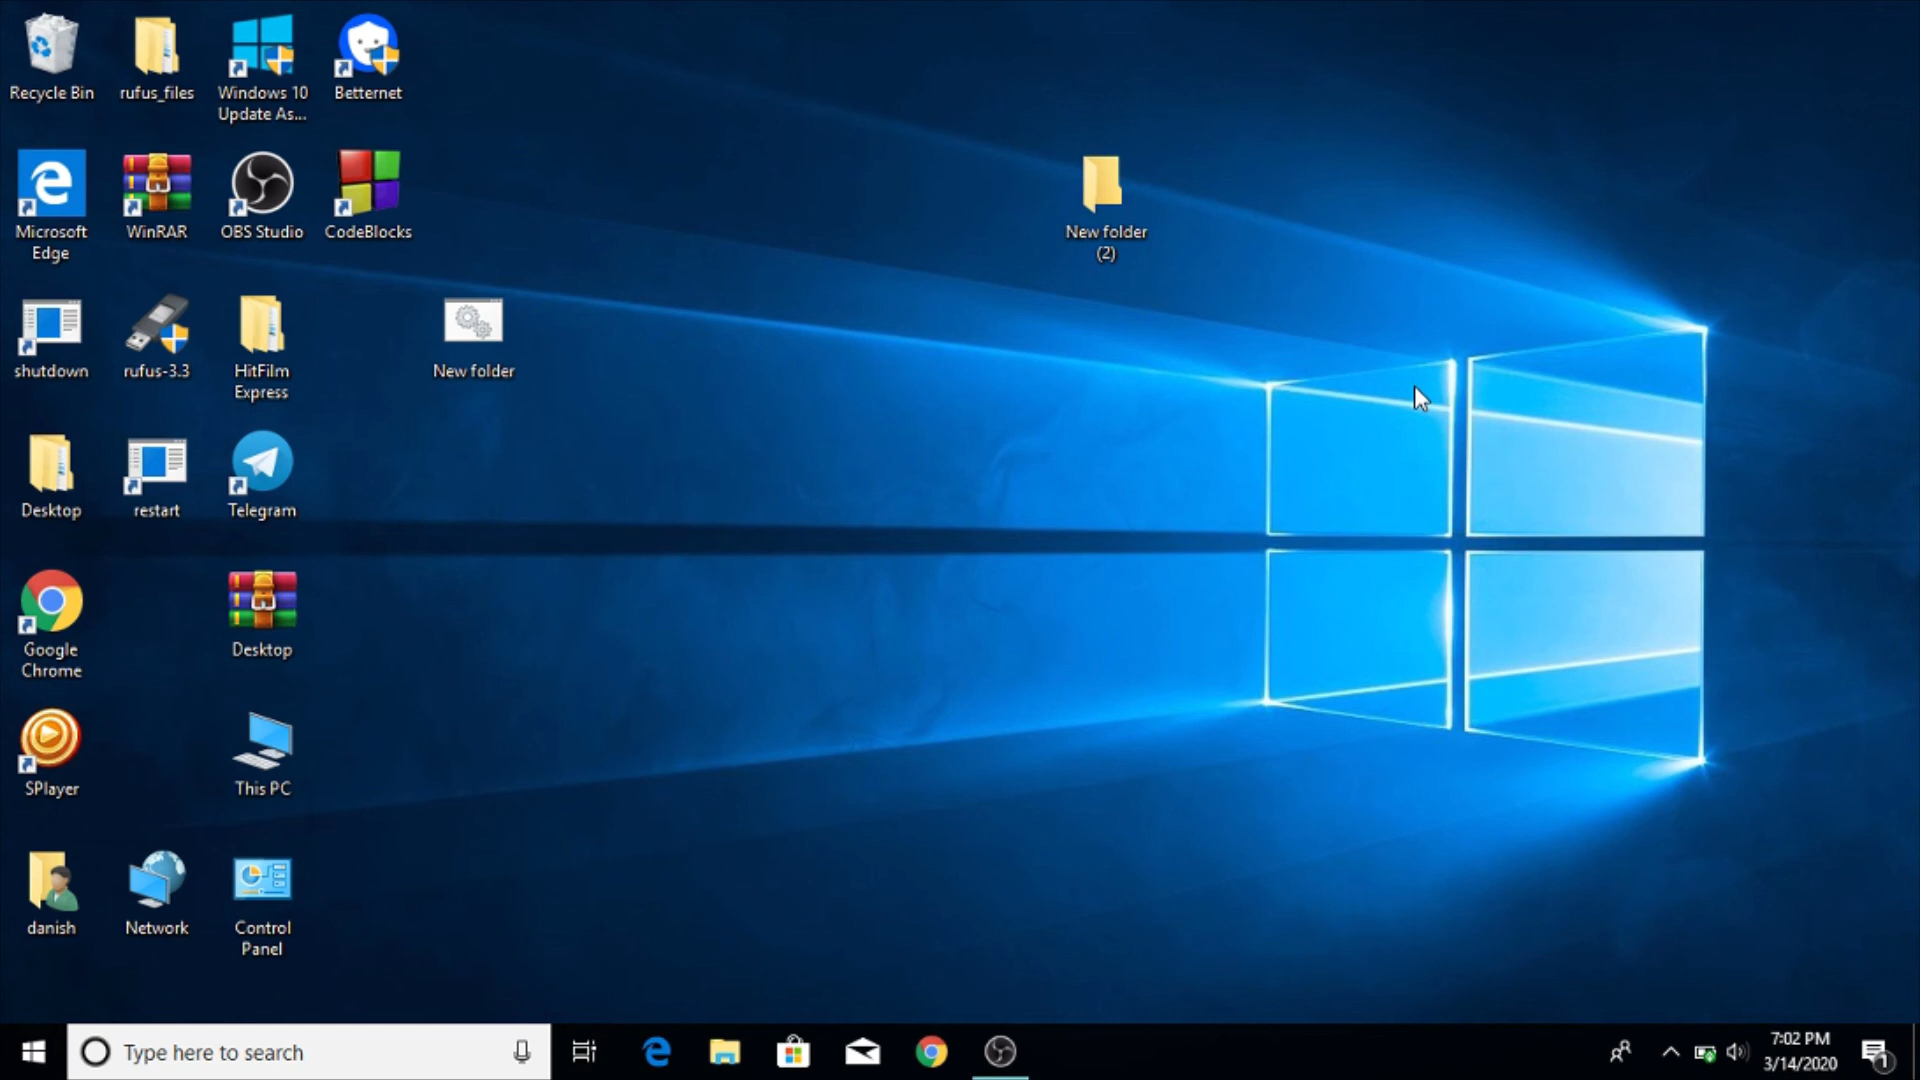 Recycle Bin
rufus_files
Windows 10
Update As...
Betternet
Microsoft
Edge
WinRAR
OBS Studio
CodeBlocks
New folder
(2)
shutdown
rufus-3.3
HitFilm
Express
New folder
Desktop
restart
Telegram
Google
Chrome
Desktop
SPlayer
This PC
danish
Network
Control
Panel
Type here to search
7:02 PM
3/14/2020
1